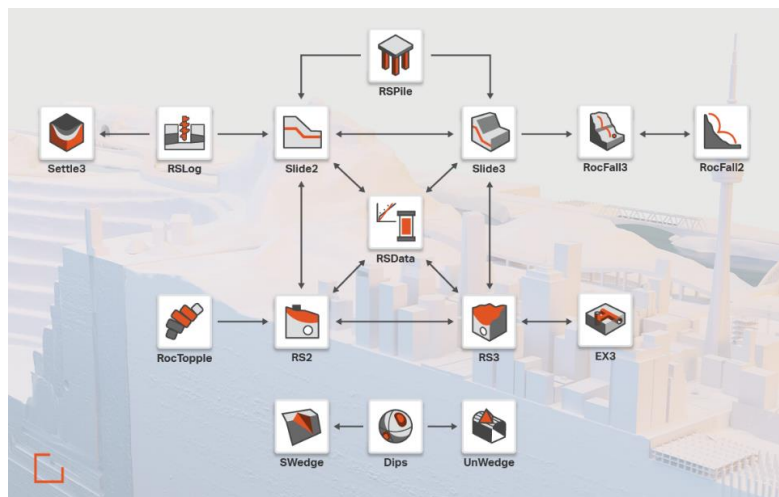 RSPile
Settle3
RSLog
Slide2
Slide3
RocFall3
RocFall2
RSData
RocTopple
RS2
RS3
EX3
SWedge
Dips
UnWedge